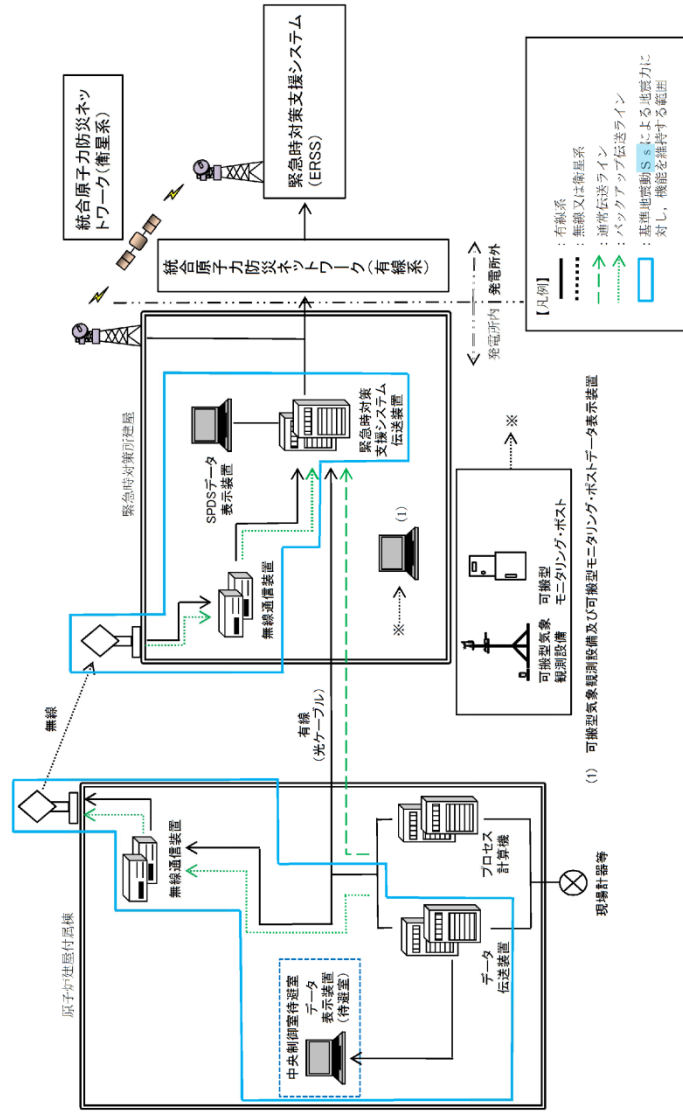 原子炉建屋付属棟
無線通信装置
中央制御室待避室
データ
表示装置
(待避室)
データ
伝送装置
プロセス
計算機
現場計器等
無線
有線
(光ケーブル)
緊急時対策所建屋
無線通信装置
SPDSデータ
表示装置
緊急時対策
支援システム
伝送装置
※
(1)
可搬型気象
観測設備
可搬型
モニタリング・ポスト
※
(1) 可搬型気象観測設備及び可搬型モニタリング・ポストデータ表示装置
統合原子力防災ネッ
トワーク(衛星系)
統合原子力防災ネットワーク(有線系)
緊急時対策支援システム
(ERSS)
発電所内
発電所外
【凡例】
:有線系
:無線又は衛星系
:通常伝送ライン
:バックアップ伝送ライン
:基準地震動Ssによる地震力に
対し,機能を維持する範囲